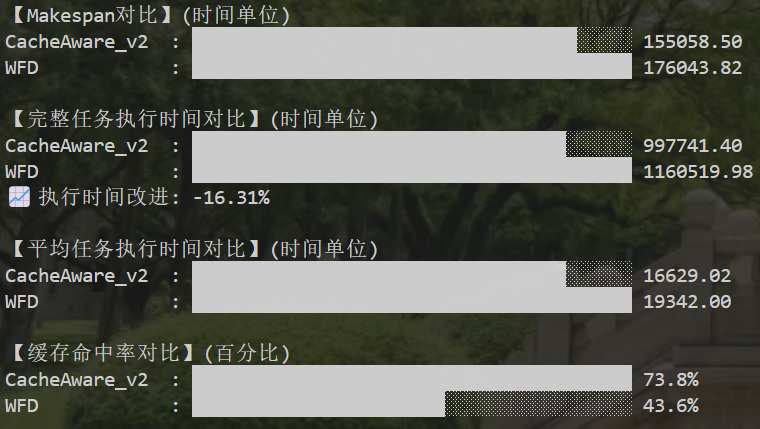 【Makespan对比】(时间单位)
CacheAware_v2 : 155058.50
WFD : 176043.82
【完整任务执行时间对比】(时间单位)
CacheAware_v2 : 997741.40
WFD : 1160519.98
📈 执行时间改进: -16.31%
【平均任务执行时间对比】(时间单位)
CacheAware_v2 : 16629.02
WFD : 19342.00
【缓存命中率对比】(百分比)
CacheAware_v2 : 73.8%
WFD : 43.6%